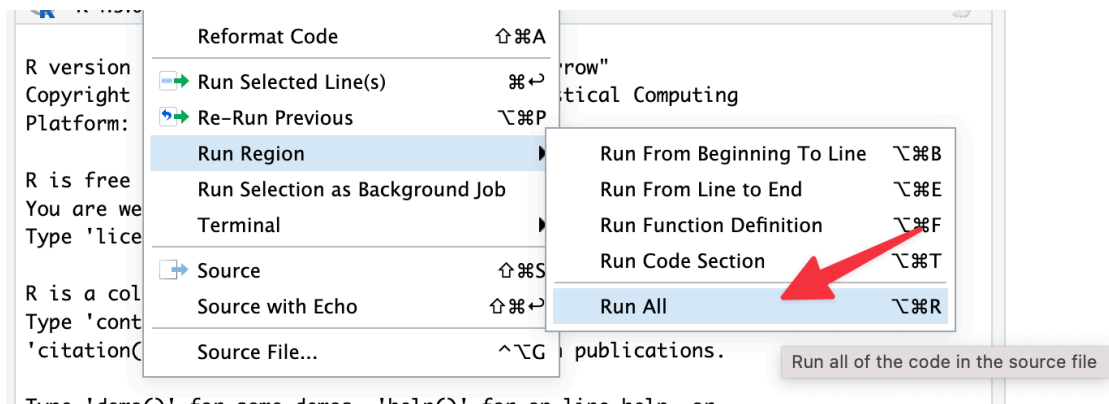 Reformat Code ⇧⌘A
R version
row"
Run Selected Line(s) ⌘↩
Copyright
stical Computing
Re-Run Previous ⌥⌘P
Platform:
Run Region
Run From Beginning To Line ⌥⌘B
R is free
Run Selection as Background Job
Run From Line to End ⌥⌘E
You are we
Terminal
Run Function Definition ⌥⌘F
Type 'lice
Run Code Section ⌥⌘T
Source ⇧⌘S
R is a col
Source with Echo ⇧⌘↩
Run All ⌥⌘R
Type 'cont
Source File... ^⌥G
'citation(
publications.
Run all of the code in the source file